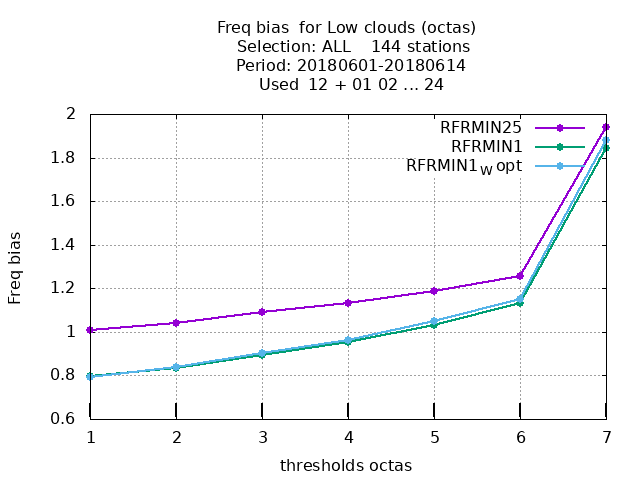 Freq bias  for Low clouds (octas)
Selection: ALL    144 stations
Period: 20180601-20180614
Used  12 + 01 02 ... 24
RFRMIN25
RFRMIN1
RFRMIN1W opt
2
1.8
1.6
1.4
1.2
1
0.8
0.6
Freq bias
1 2 3 4 5 6 7
thresholds octas